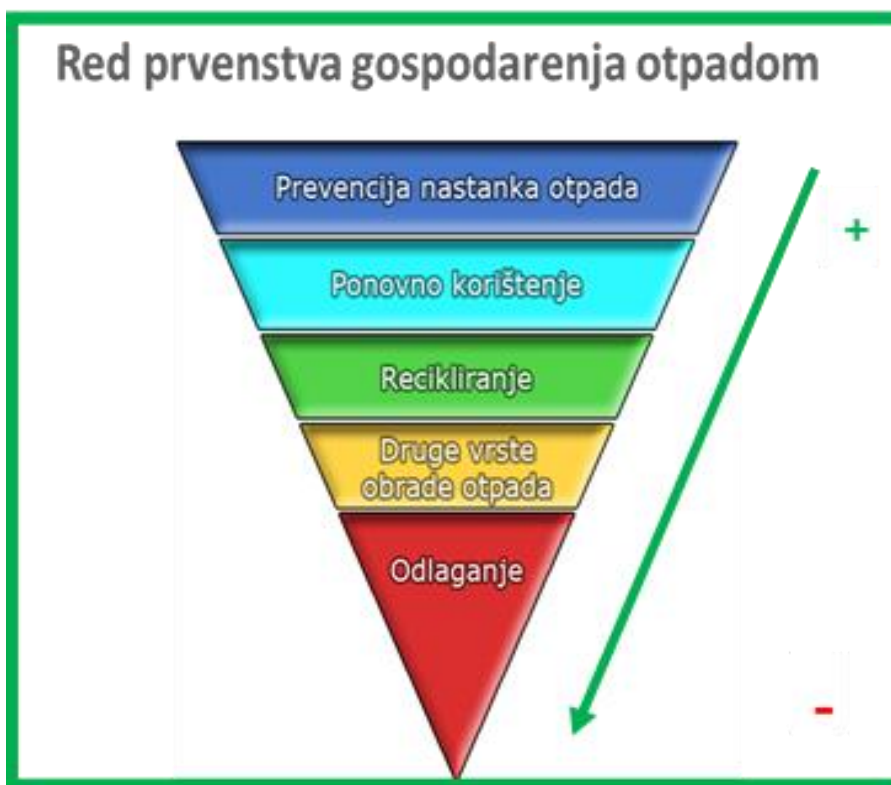 Red prvenstva gospodarenja otpadom
Prevencija nastanka otpada
+
Ponovno korištenje
Recikliranje
Druge vrste
obrade otpada
Odlaganje
-